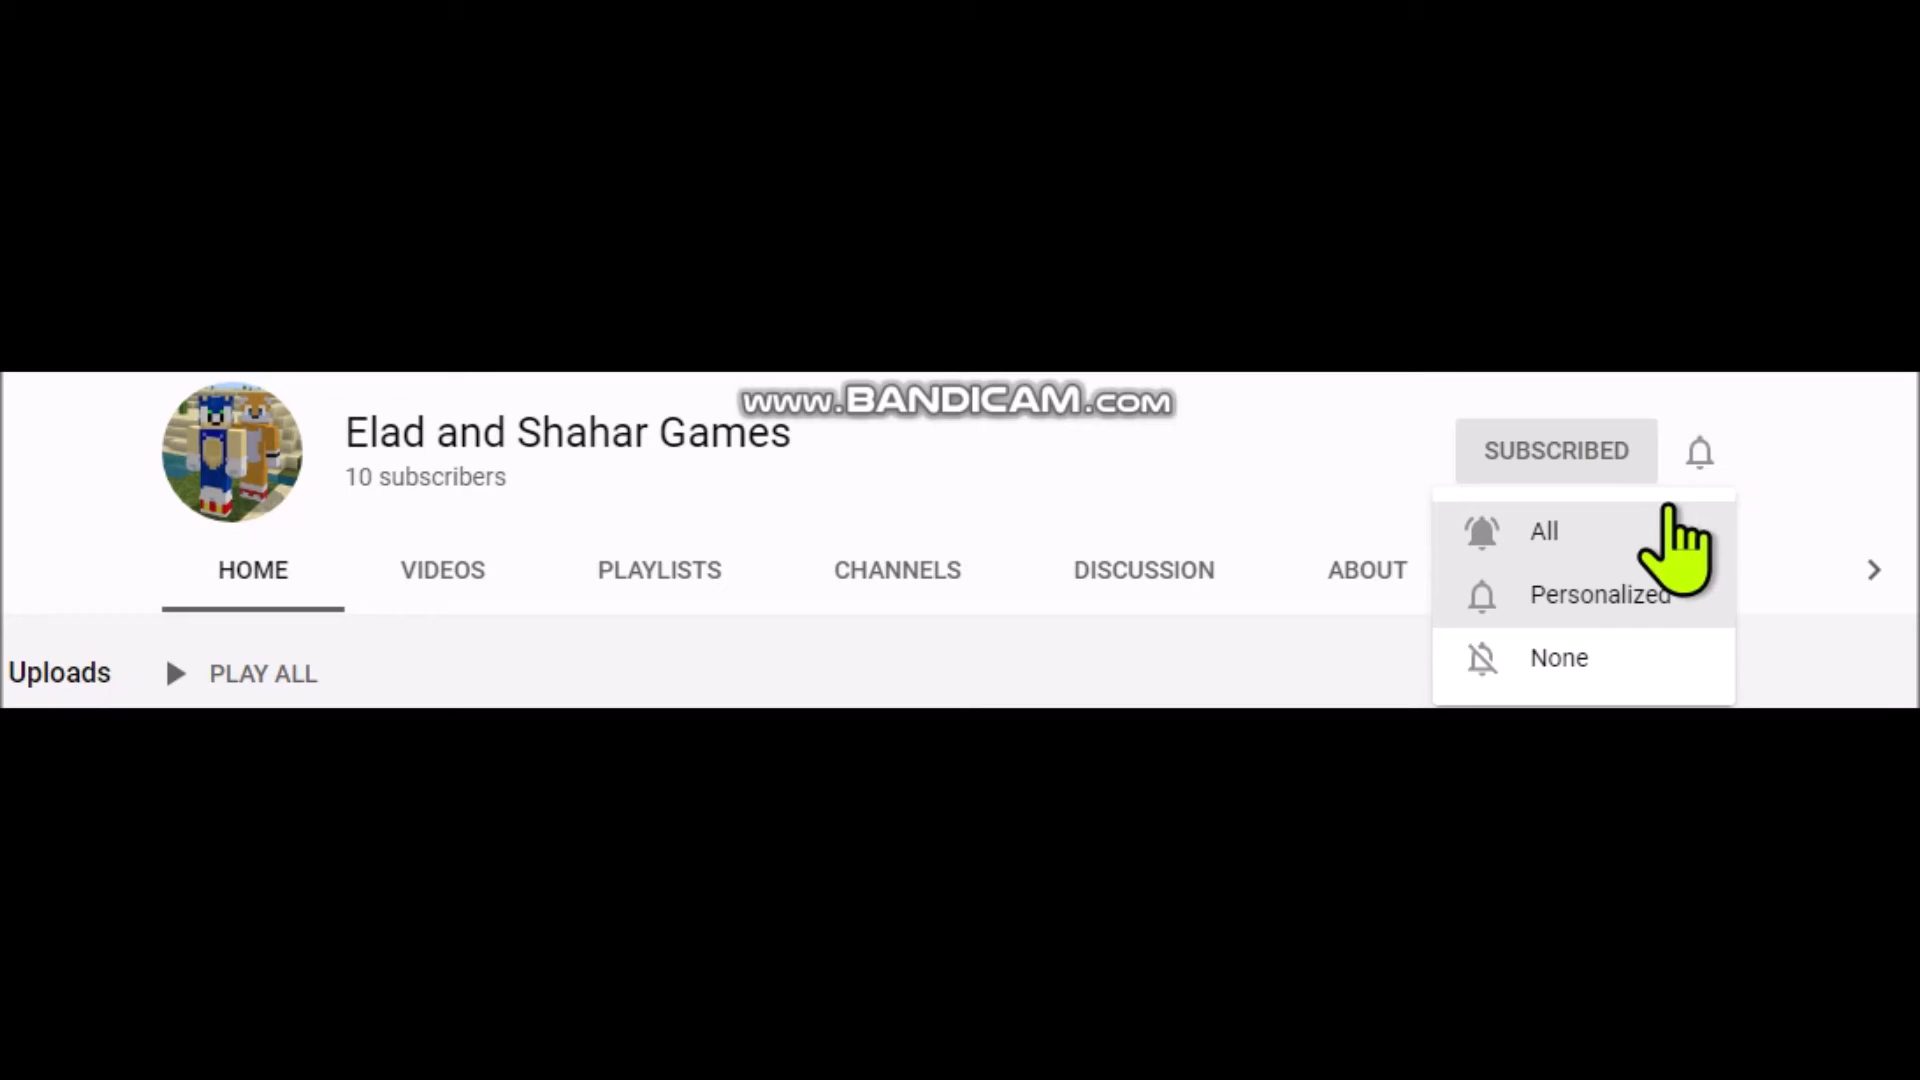 www.BANDICAM.com
Elad and Shahar Games
10 subscribers
SUBSCRIBED
HOME VIDEOS PLAYLISTS CHANNELS DISCUSSION ABOUT
All
Personalized
None
Uploads PLAY ALL